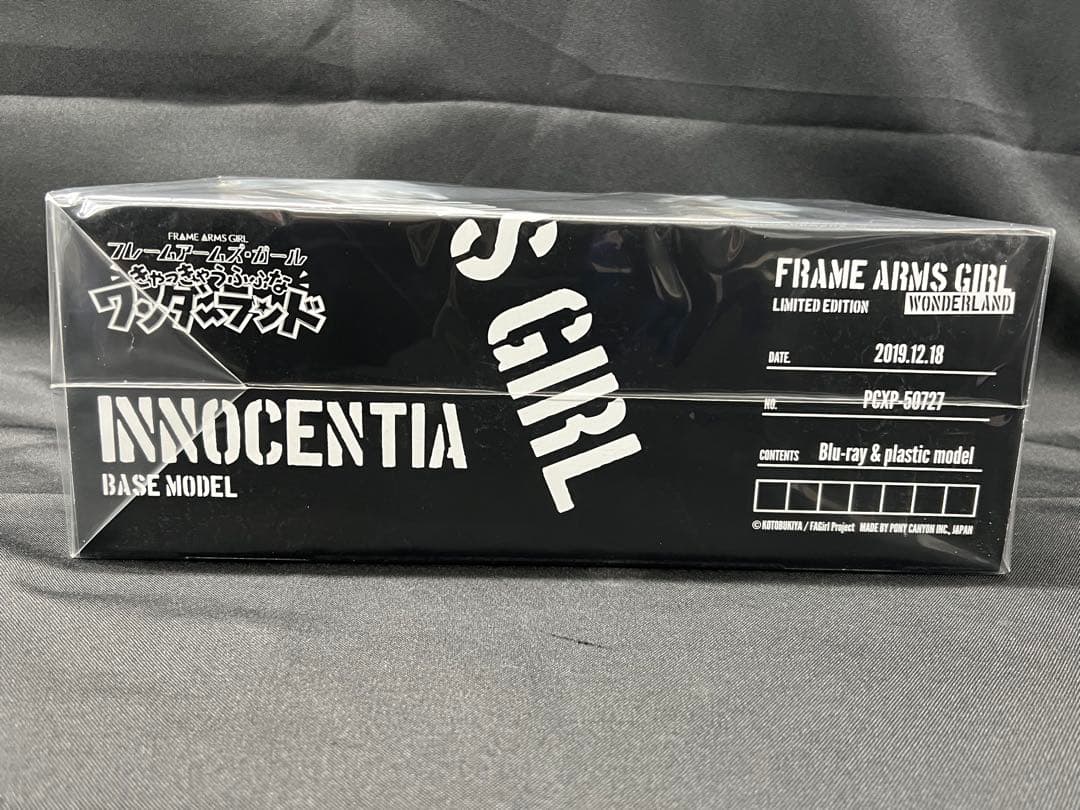 FRAME ARMS GIRL
フレームアームズ・ガール
きゃっきゃうふふな
ワンダーランド
INNOCENTIA
BASE MODEL
S GIRL
FRAME ARMS GIRL
LIMITED EDITION WONDERLAND
DATE. 2019.12.18
NO. PCXP-50727
CONTENTS Blu-ray & plastic model
©KOTOBUKIYA / FAGirl Project MADE BY PONY CANYON INC., JAPAN